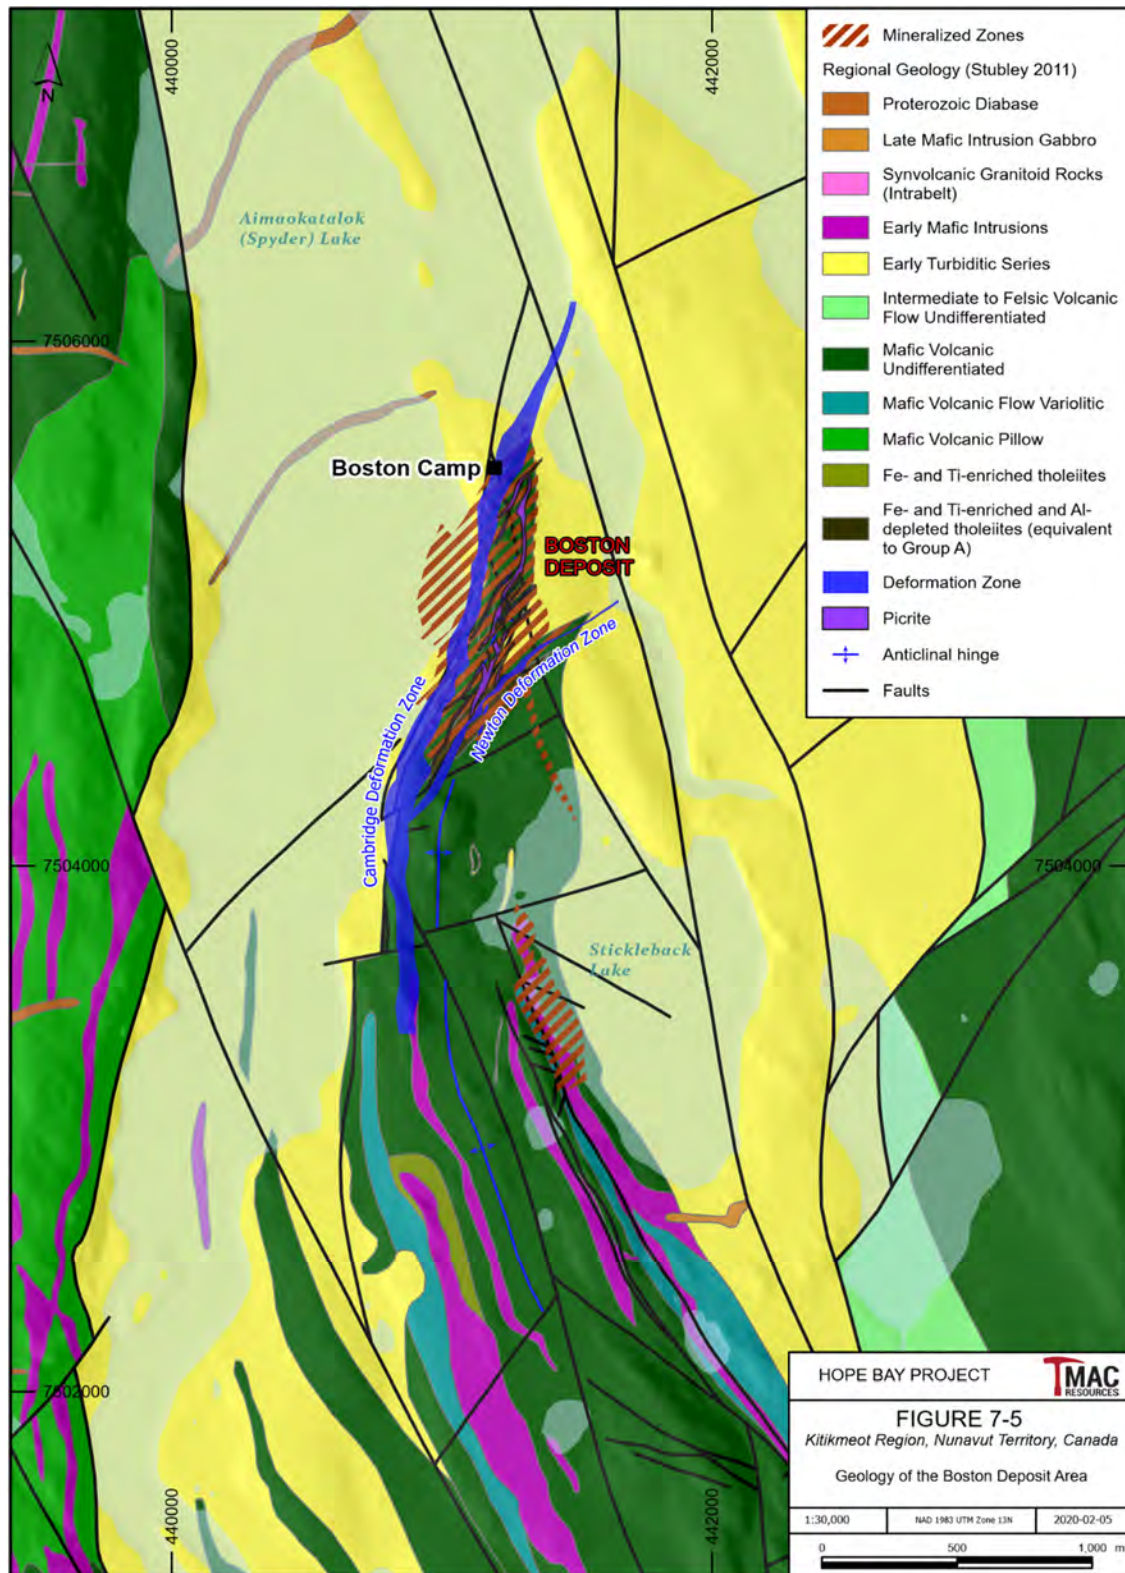 440000
442000
N
Mineralized Zones
Regional Geology (Stubley 2011)
Proterozoic Diabase
Late Mafic Intrusion Gabbro
Synvolcanic Granitoid Rocks
(Intrabelt)
Early Mafic Intrusions
Early Turbiditic Series
Intermediate to Felsic Volcanic
Flow Undifferentiated
Mafic Volcanic
Undifferentiated
Mafic Volcanic Flow Variolitic
Mafic Volcanic Pillow
Fe- and Ti-enriched tholeiites
Fe- and Ti-enriched and Al-
depleted tholeiites (equivalent
to Group A)
Deformation Zone
Picrite
Anticlinal hinge
Faults
Aimaokatalok
(Spyder) Lake
7506000
Boston Camp
BOSTON
DEPOSIT
Cambridge Deformation Zone
Newton Deformation Zone
7504000
7504000
Stickleback
Lake
7502000
440000
442000
HOPE BAY PROJECT
TMAC
RESOURCES
FIGURE 7-5
Kitikmeot Region, Nunavut Territory, Canada
Geology of the Boston Deposit Area
1:30,000
NAD 1983 UTM Zone 13N
2020-02-05
0
500
1,000 m